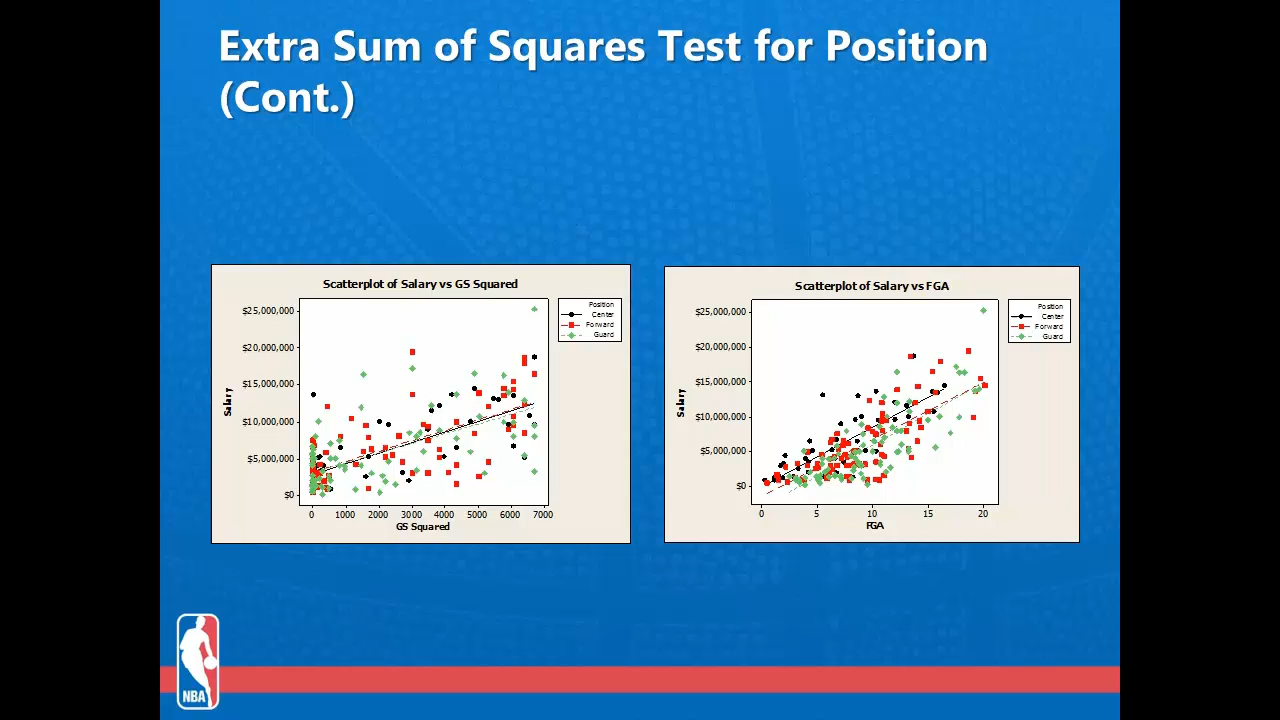 Extra Sum of Squares Test for Position
(Cont.)
Scatterplot of Salary vs GS Squared
$25,000,000
$20,000,000
$15,000,000
$10,000,000
$5,000,000
$0
Salary
0 1000 2000 3000 4000 5000 6000 7000
GS Squared
Position
Center
Forward
Guard
Scatterplot of Salary vs FGA
$25,000,000
$20,000,000
$15,000,000
$10,000,000
$5,000,000
$0
Salary
0 5 10 15 20
FGA
Position
Center
Forward
Guard
NBA